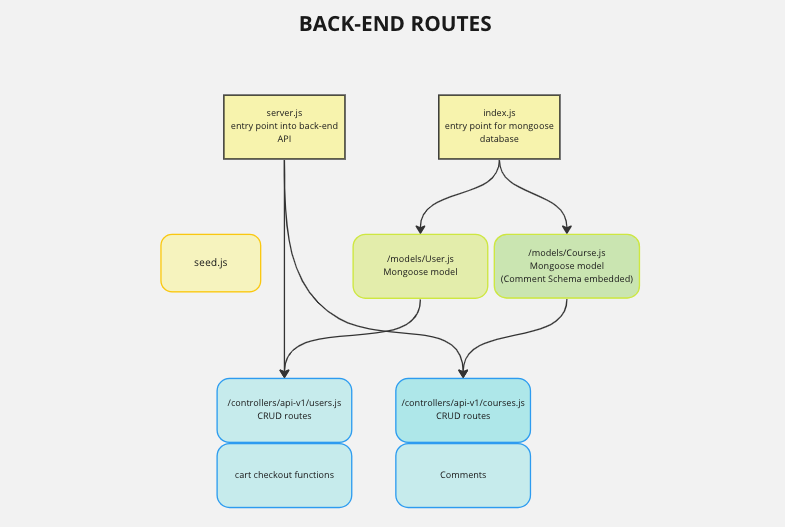 BACK-END ROUTES
server.js
entry point into back-end
API
index.js
entry point for mongoose
database
seed.js
/models/User.js
Mongoose model
/models/Course.js
Mongoose model
(Comment Schema embedded)
/controllers/api-v1/users.js
CRUD routes
/controllers/api-v1/courses.js
CRUD routes
cart checkout functions
Comments